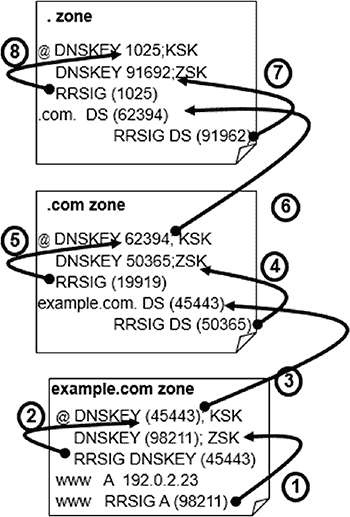 . zone
8
@ DNSKEY 1025;KSK
7
DNSKEY 91692;ZSK
RRSIG (1025)
.com. DS (62394)
RRSIG DS (91962)
.com zone
6
5
@ DNSKEY 62394; KSK
DNSKEY 50365;ZSK
4
RRSIG (19919)
example.com. DS (45443)
RRSIG DS (50365)
example.com zone
3
2
@ DNSKEY (45443); KSK
DNSKEY (98211); ZSK
RRSIG DNSKEY (45443)
www A 192.0.2.23
1
www RRSIG A (98211)